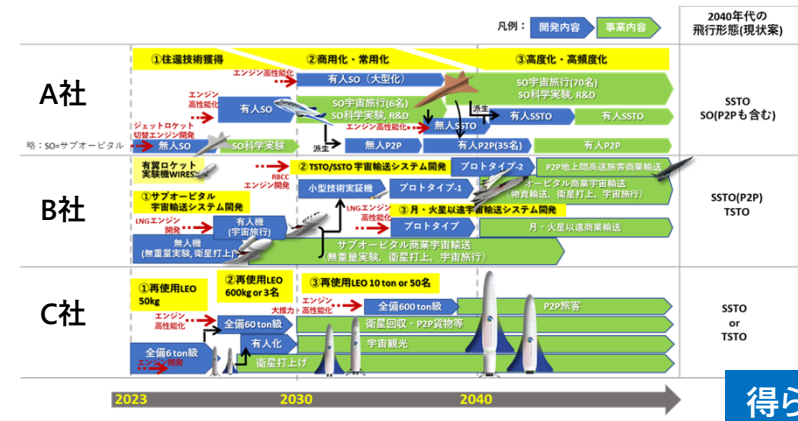 凡例：
開発内容
事業内容
2040年代の
飛行形態(現状案)
A社
①往還技術獲得
②商用化・常用化
③高度化・高頻度化
エンジン高性能化
有人SO（大型化）
エンジン
高性能化
有人SO
SO宇宙旅行(6名)
SO科学実験, R&D
SO宇宙旅行(70名)
SO科学実験, R&D
派生
有人SSTO
有人SSTO
ジェットロケット
切替エンジン開発
エンジン高性能化
無人SSTO
略：SO=サブオービタル
無人SO
SO科学実験
派生
無人P2P
有人P2P(35名)
有人P2P
SSTO
SO(P2Pも含む)
B社
有翼ロケット
実験機WIRES
RBCC
エンジン開発
②TSTO/SSTO 宇宙輸送システム開発
プロトタイプ-2
P2P地上間高速旅客商業輸送
小型技術実証機
プロトタイプ-1
オービタル商業宇宙輸送
(物資輸送、衛星打上、宇宙旅行)
①サブオービタル
宇宙輸送システム開発
LNGエンジン
開発
有人機
(宇宙旅行)
LNGエンジン
高性能化
③月・火星以遠宇宙輸送システム開発
プロトタイプ
月・火星以遠商業輸送
無人機
(無重量実験, 衛星打上)
サブオービタル商業宇宙輸送
（無重量実験、衛星打上、宇宙旅行）
SSTO(P2P)
TSTO
C社
①再使用LEO
50kg
②再使用LEO
600kg or 3名
③再使用LEO 10 ton or 50名
大推力・
エンジン
高性能化
全備600 ton級
P2P旅客
エンジン
高性能化
全備60 ton級
衛星回収・P2P貨物等
有人化
宇宙観光
全備6 ton級
エンジン開発
衛星打上げ
SSTO
or
TSTO
2023
2030
2040
得ら